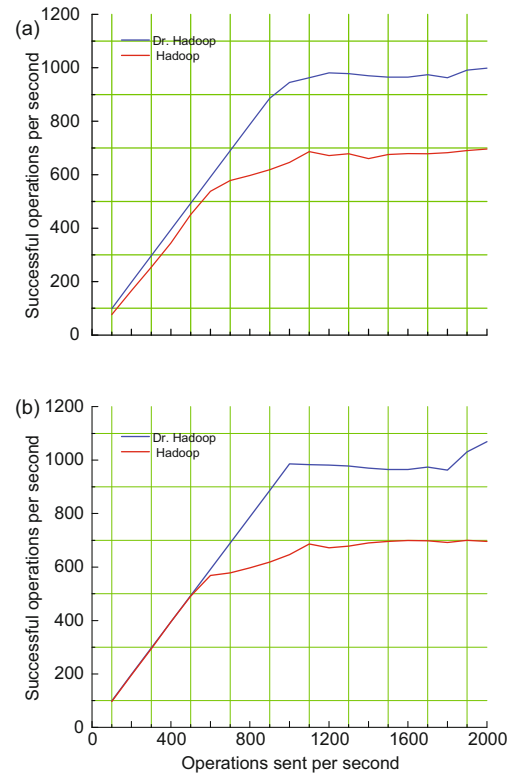 (a)
1200
1000
800
600
400
200
0
Successful operations per second
Dr. Hadoop
Hadoop
(b)
1200
1000
800
600
400
200
0
Successful operations per second
Dr. Hadoop
Hadoop
0 400 800 1200 1600 2000
Operations sent per second